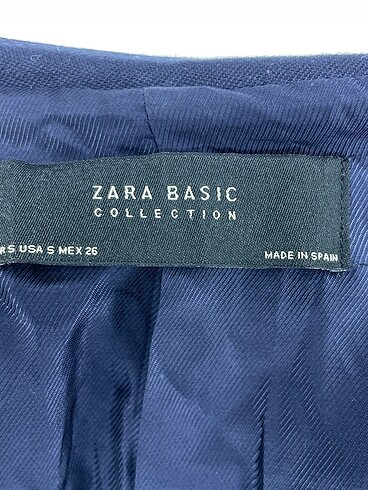 ZARA BASIC
COLLECTION
S USA S MEX 26
MADE IN SPAIN